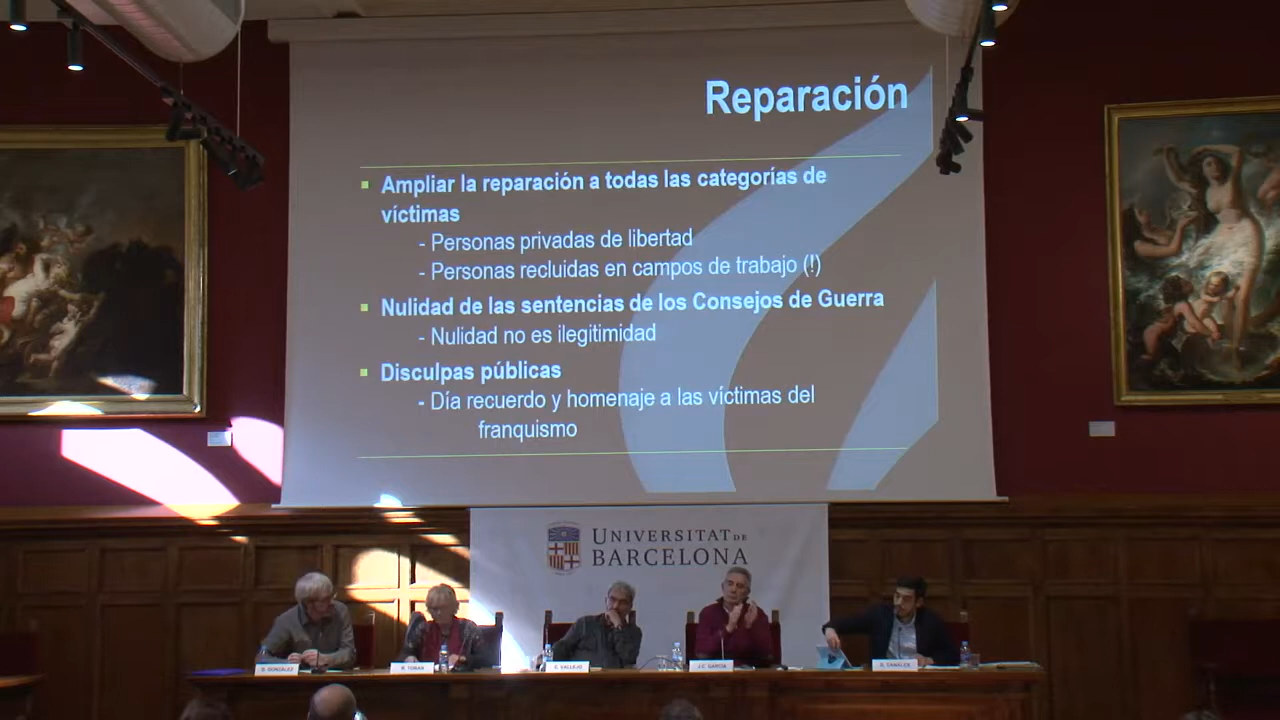 Reparación
Ampliar la reparación a todas las categorías de
víctimas
- Personas privadas de libertad
- Personas recluidas en campos de trabajo (!)
Nulidad de las sentencias de los Consejos de Guerra
- Nulidad no es ilegitimidad
Disculpas públicas
- Día recuerdo y homenaje a las víctimas del
franquismo
UNIVERSITAT DE
BARCELONA
R. TORAN
C. VALLEJO
J.C. GARCIA
D. CANALES